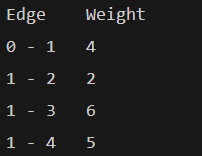 Edge Weight
0 - 1 4
1 - 2 2
1 - 3 6
1 - 4 5